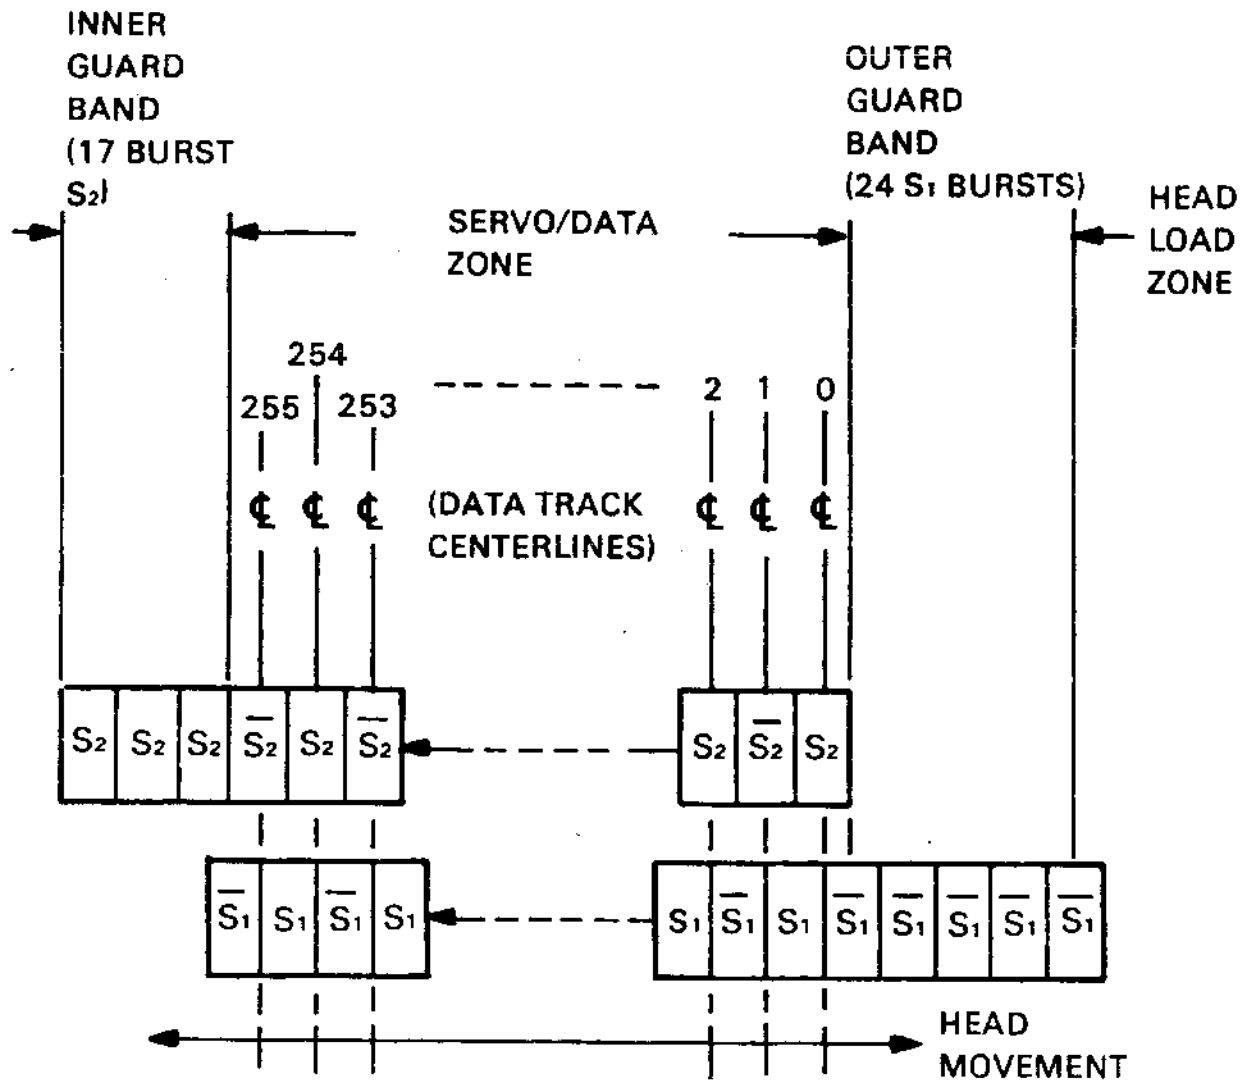 INNER
GUARD
BAND
(17 BURST
S₂)
OUTER
GUARD
BAND
(24 S₁ BURSTS)
HEAD
LOAD
ZONE
SERVO/DATA
ZONE
254
255 253
2 1 0
℄ ℄ ℄ (DATA TRACK ℄ ℄ ℄
CENTERLINES)
S₂ S₂ S₂ S̅₂ S₂ S̅₂ S₂ S̅₂ S₂
S̅₁ S₁ S̅₁ S₁ S₁ S̅₁ S₁ S̅₁ S̅₁ S̅₁ S̅₁ S̅₁
HEAD
MOVEMENT